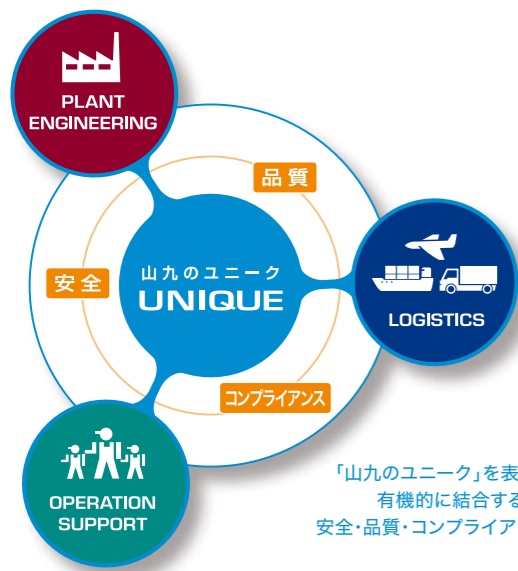 PLANT
ENGINEERING
品質
安全
山九のユニーク
UNIQUE
LOGISTICS
コンプライアンス
OPERATION
SUPPORT
「山九のユニーク」を表
有機的に結合する
安全・品質・コンプライア